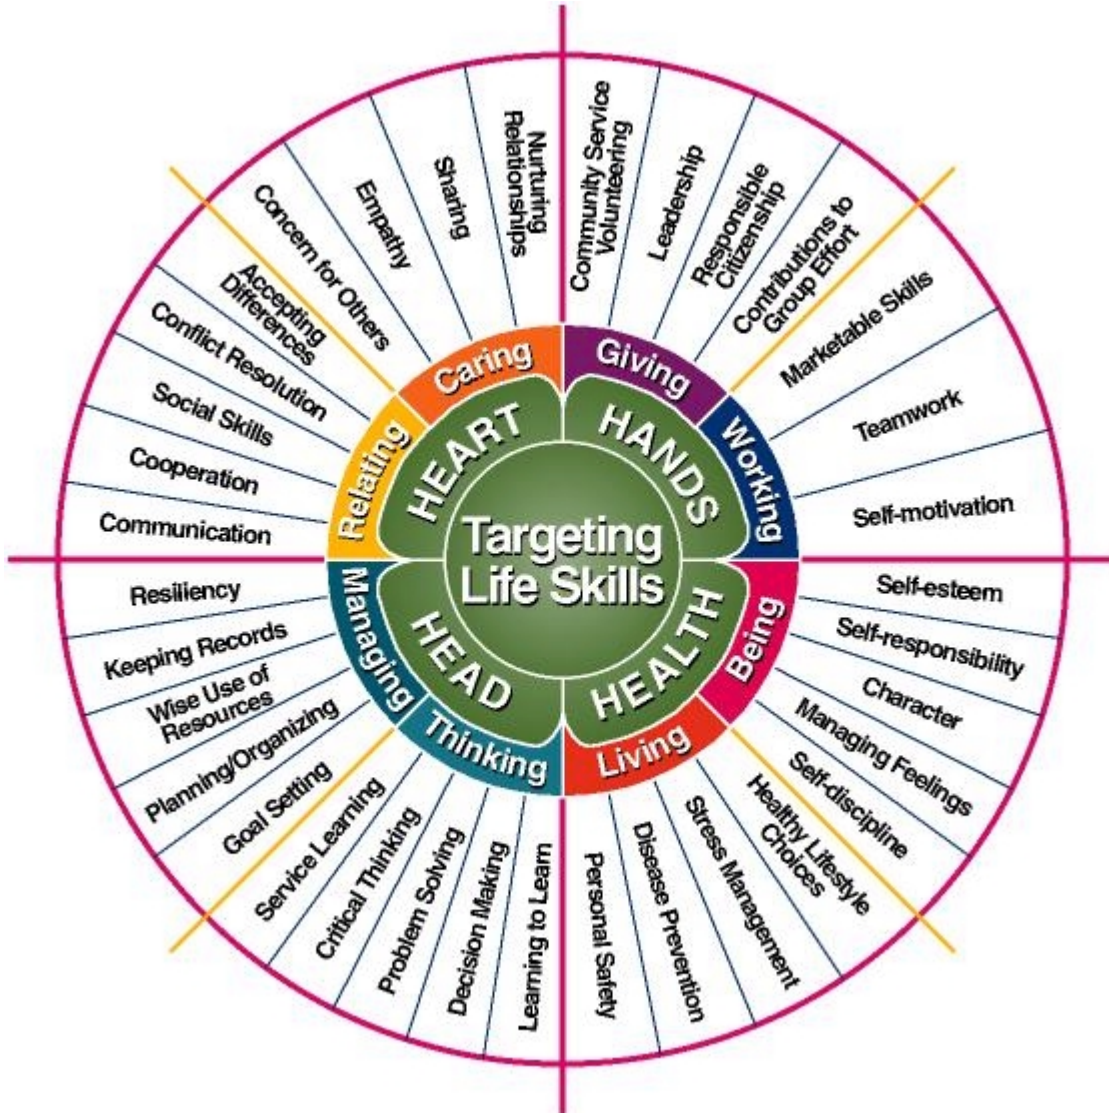 Targeting
Life Skills
HEART
HANDS
HEALTH
HEAD
Caring
Giving
Working
Being
Living
Thinking
Managing
Relating
Community Service
Volunteering
Leadership
Responsible
Citizenship
Contributions to
Group Effort
Marketable Skills
Teamwork
Self-motivation
Self-esteem
Self-responsibility
Character
Managing Feelings
Self-discipline
Healthy Lifestyle
Choices
Stress Management
Disease Prevention
Personal Safety
Learning to Learn
Decision Making
Problem Solving
Critical Thinking
Service Learning
Goal Setting
Planning/Organizing
Wise Use of
Resources
Keeping Records
Resiliency
Communication
Cooperation
Social Skills
Conflict Resolution
Accepting
Differences
Concern for Others
Empathy
Sharing
Nurturing
Relationships